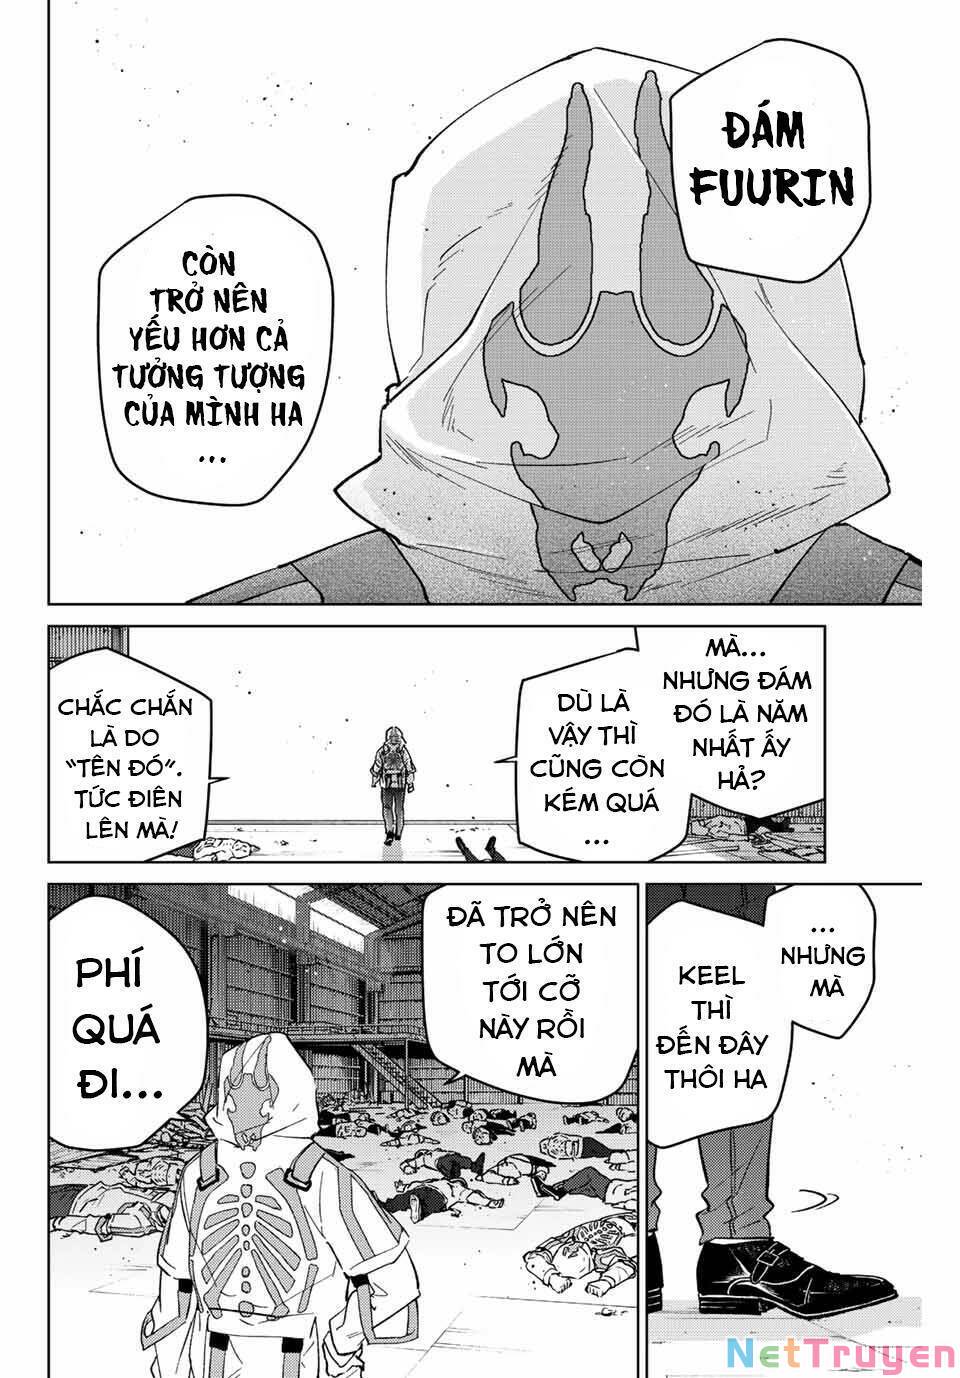 ĐÁM
FUURIN
CÒN
TRỞ NÊN
YẾU HƠN CẢ
TƯỞNG TƯỢNG
CỦA MÌNH HA
...
MÀ...
NHƯNG ĐÁM
ĐÓ LÀ NĂM
NHẤT ẤY
HẢ?
DÙ LÀ
VẬY THÌ
CŨNG CÒN
KÉM QUÁ
...
CHẮC CHẮN
LÀ DO
"TÊN ĐÓ".
TỨC ĐIÊN
LÊN MÀ!
...
NHƯNG
MÀ
KEEL
THÌ
ĐẾN ĐÂY
THÔI HA
ĐÃ TRỞ NÊN
TO LỚN
TỚI CỠ
NÀY RỒI
MÀ
PHÍ
QUÁ
ĐI...
NetTruyen